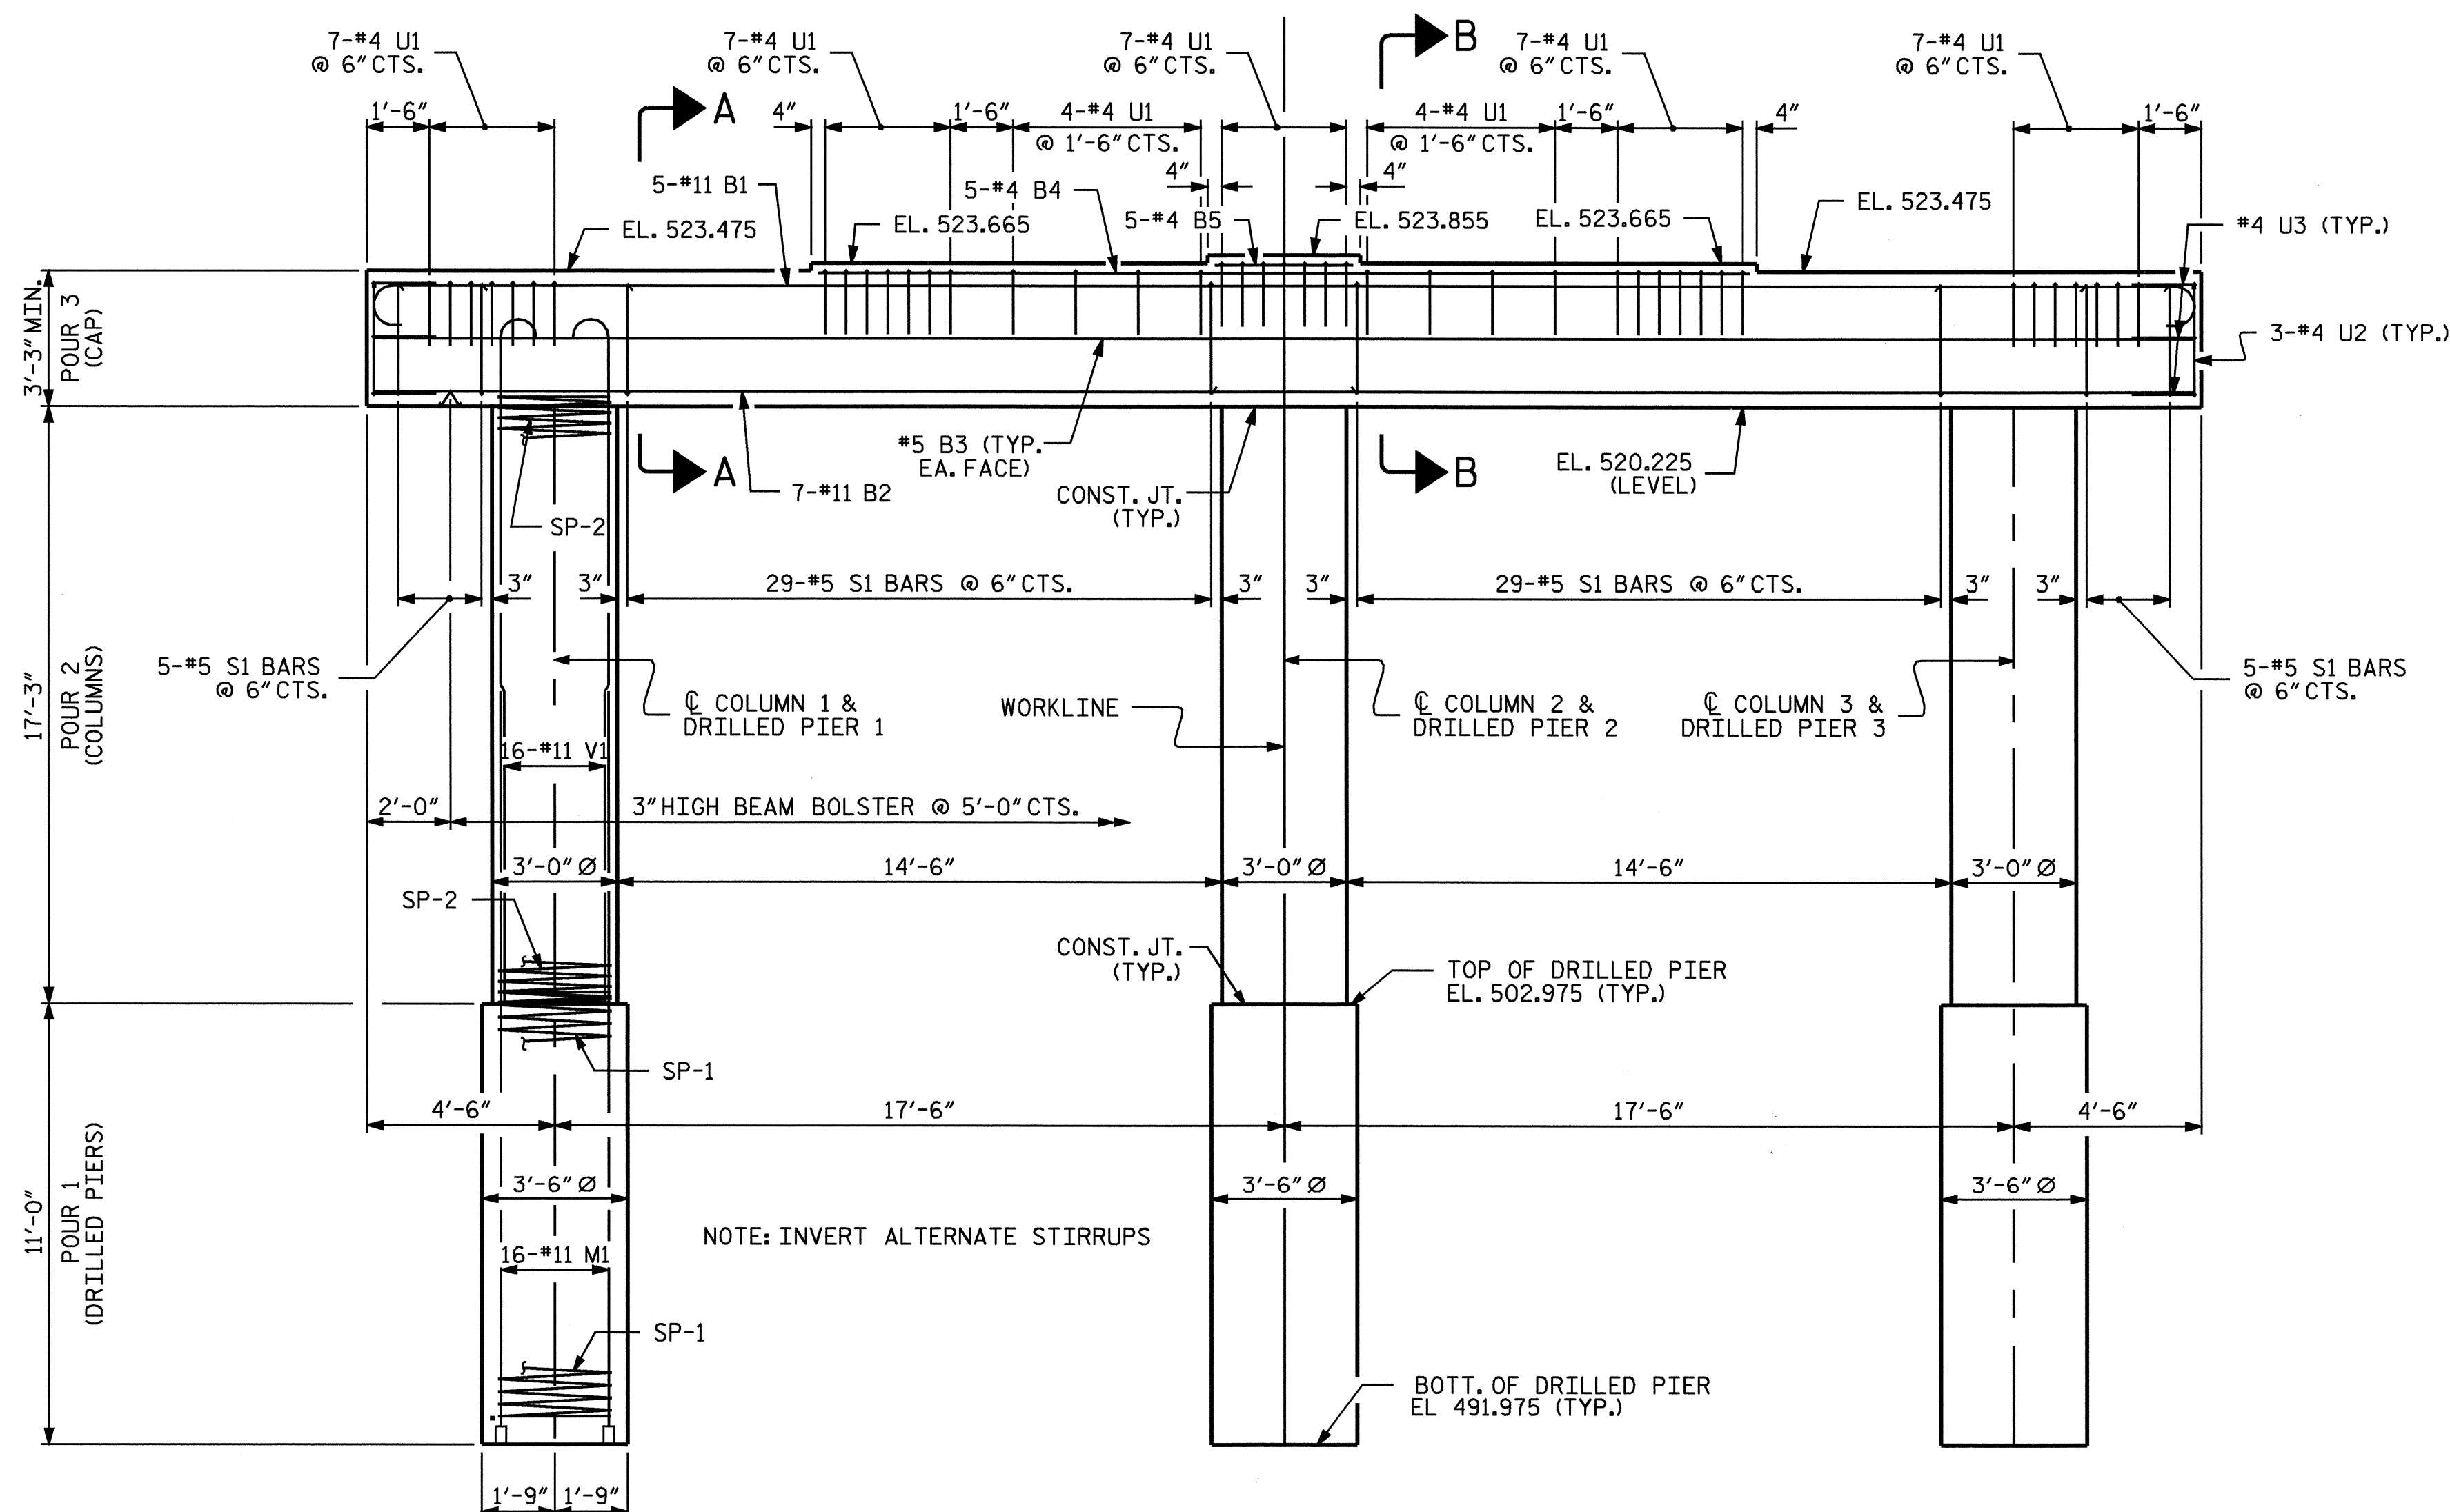 7-#4 U1
@ 6" CTS.
7-#4 U1
@ 6" CTS.
7-#4 U1
@ 6" CTS.
7-#4 U1
@ 6" CTS.
7-#4 U1
@ 6" CTS.
B
A
1'-6"
4"
1'-6"
4-#4 U1
@ 1'-6" CTS.
4-#4 U1
@ 1'-6" CTS.
1'-6"
4"
1'-6"
4"
4"
5-#11 B1
5-#4 B4
5-#4 B5
EL. 523.475
EL. 523.665
EL. 523.855
EL. 523.665
EL. 523.475
#4 U3 (TYP.)
3-#4 U2 (TYP.)
3'-3" MIN.
POUR 3
(CAP)
#5 B3 (TYP.
EA. FACE)
A
B
7-#11 B2
CONST. JT.
(TYP.)
EL. 520.225
(LEVEL)
SP-2
3"
3"
29-#5 S1 BARS @ 6" CTS.
3"
3"
29-#5 S1 BARS @ 6" CTS.
3"
3"
5-#5 S1 BARS
@ 6" CTS.
5-#5 S1 BARS
@ 6" CTS.
17'-3"
POUR 2
(COLUMNS)
℄ COLUMN 1 &
DRILLED PIER 1
WORKLINE
℄ COLUMN 2 &
DRILLED PIER 2
℄ COLUMN 3 &
DRILLED PIER 3
16-#11 V1
2'-0"
3" HIGH BEAM BOLSTER @ 5'-0" CTS.
3'-0" Ø
14'-6"
3'-0" Ø
14'-6"
3'-0" Ø
SP-2
CONST. JT.
(TYP.)
TOP OF DRILLED PIER
EL. 502.975 (TYP.)
SP-1
4'-6"
17'-6"
17'-6"
4'-6"
11'-0"
POUR 1
(DRILLED PIERS)
3'-6" Ø
3'-6" Ø
3'-6" Ø
NOTE: INVERT ALTERNATE STIRRUPS
16-#11 M1
SP-1
BOTT. OF DRILLED PIER
EL 491.975 (TYP.)
1'-9"
1'-9"